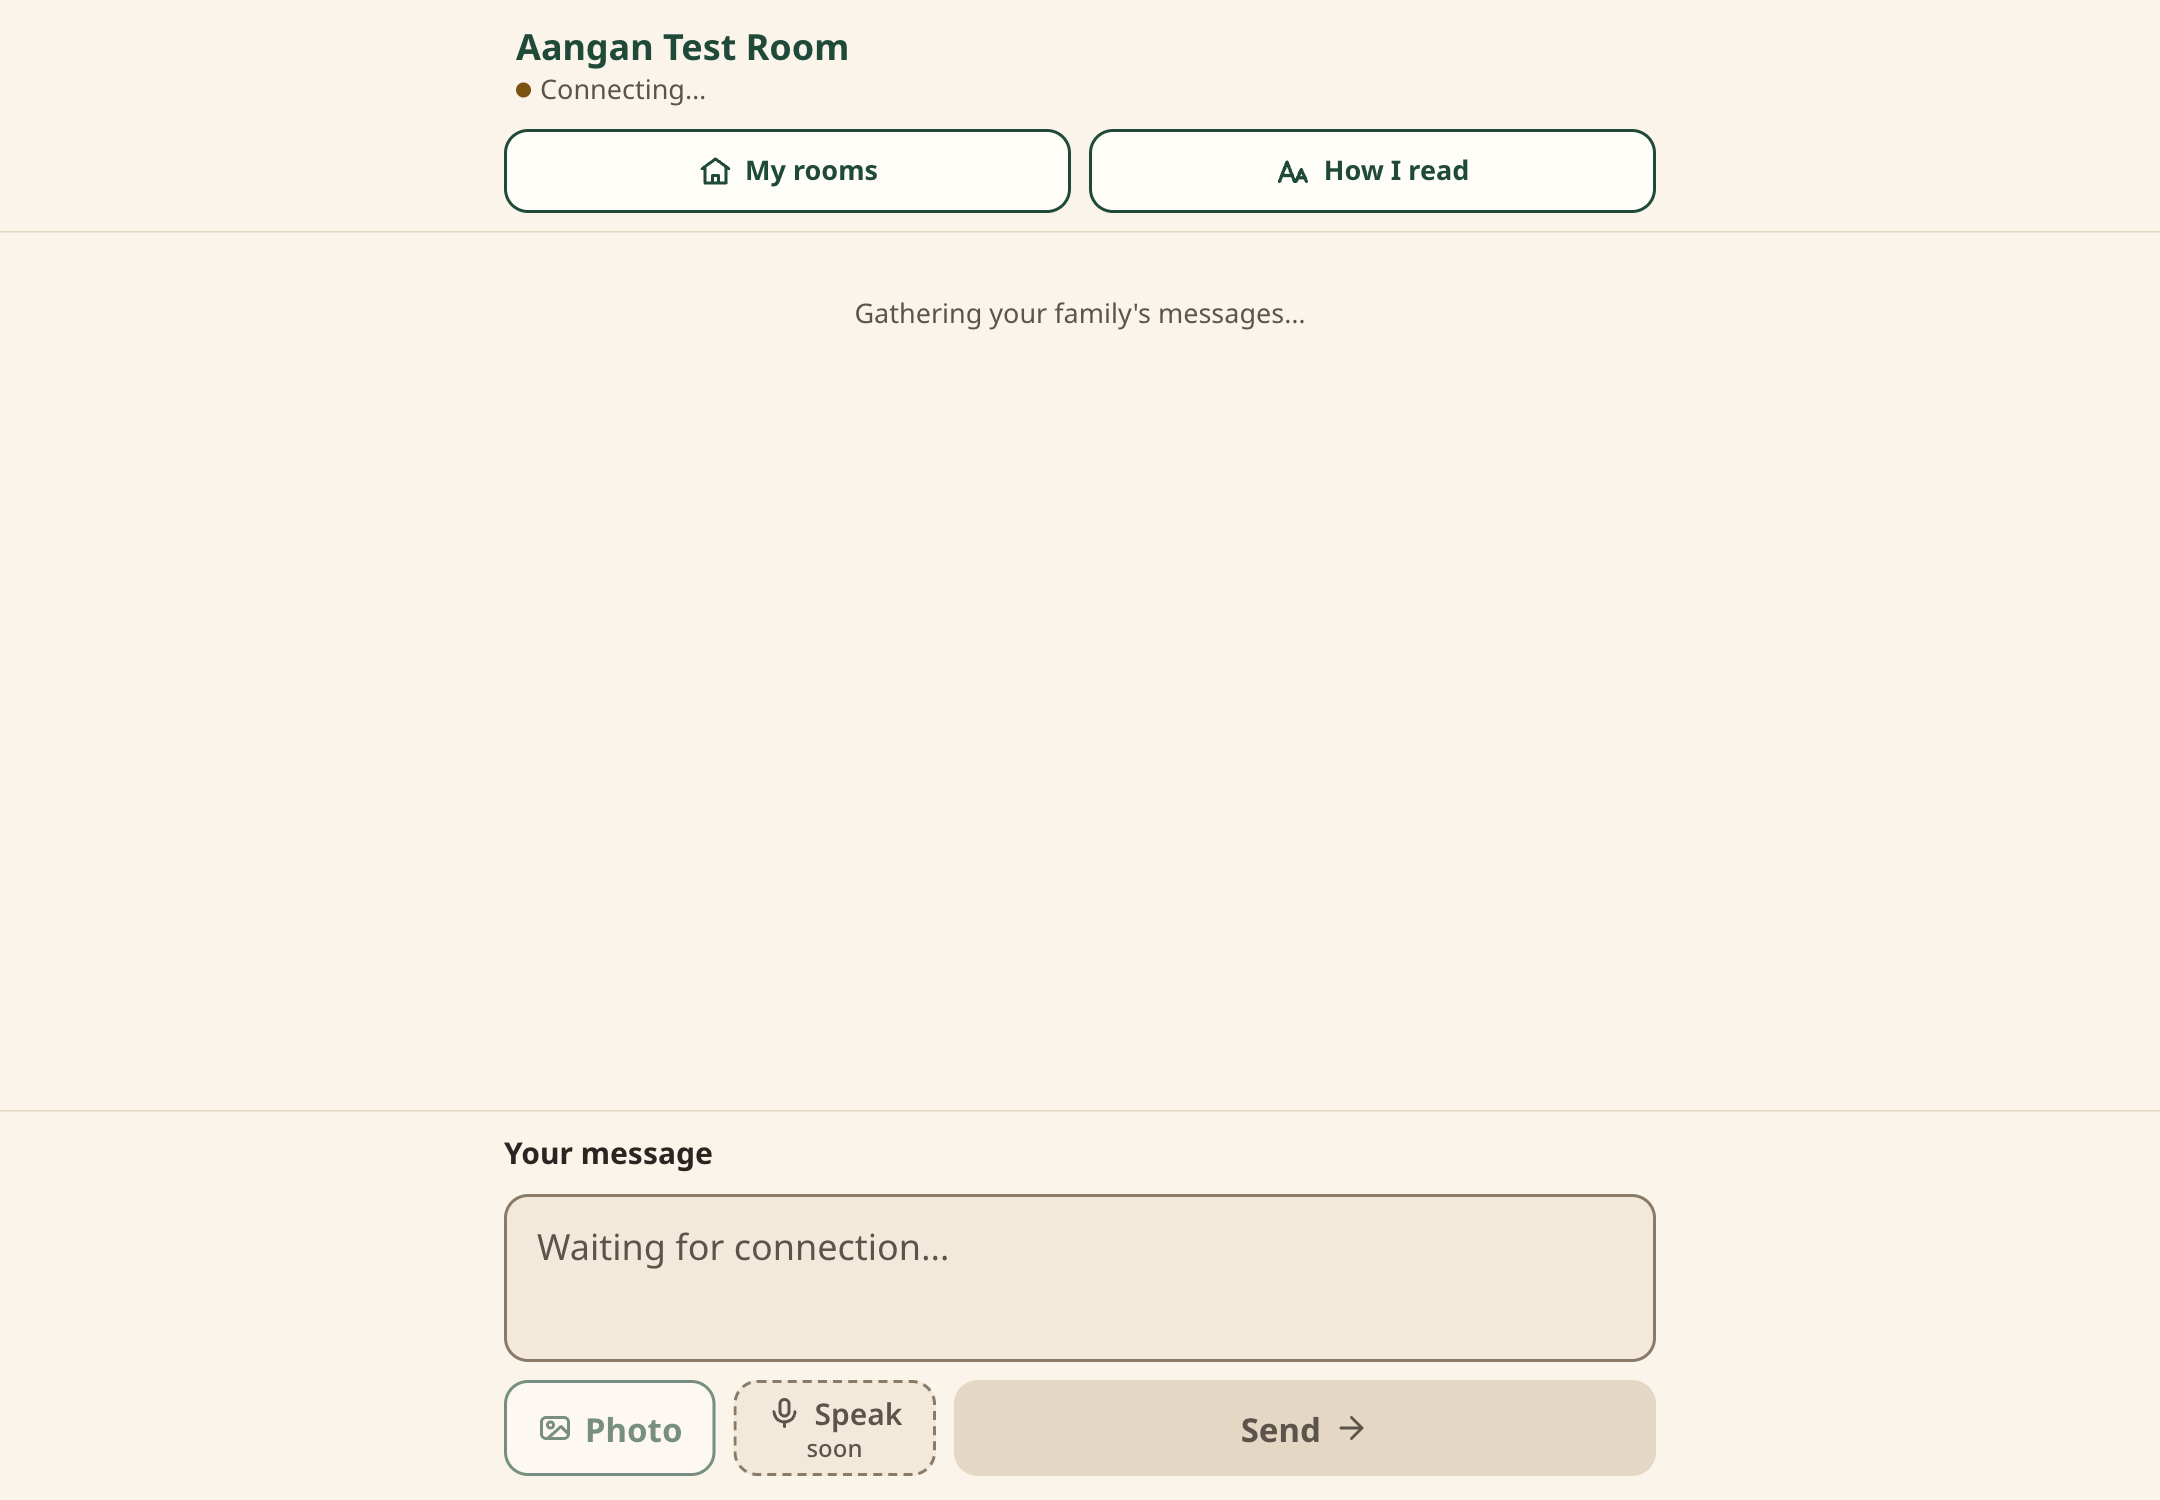 Aangan Test Room
Connecting...
My rooms
How I read
Gathering your family's messages...
Your message
Waiting for connection...
Photo
Speak
soon
Send →